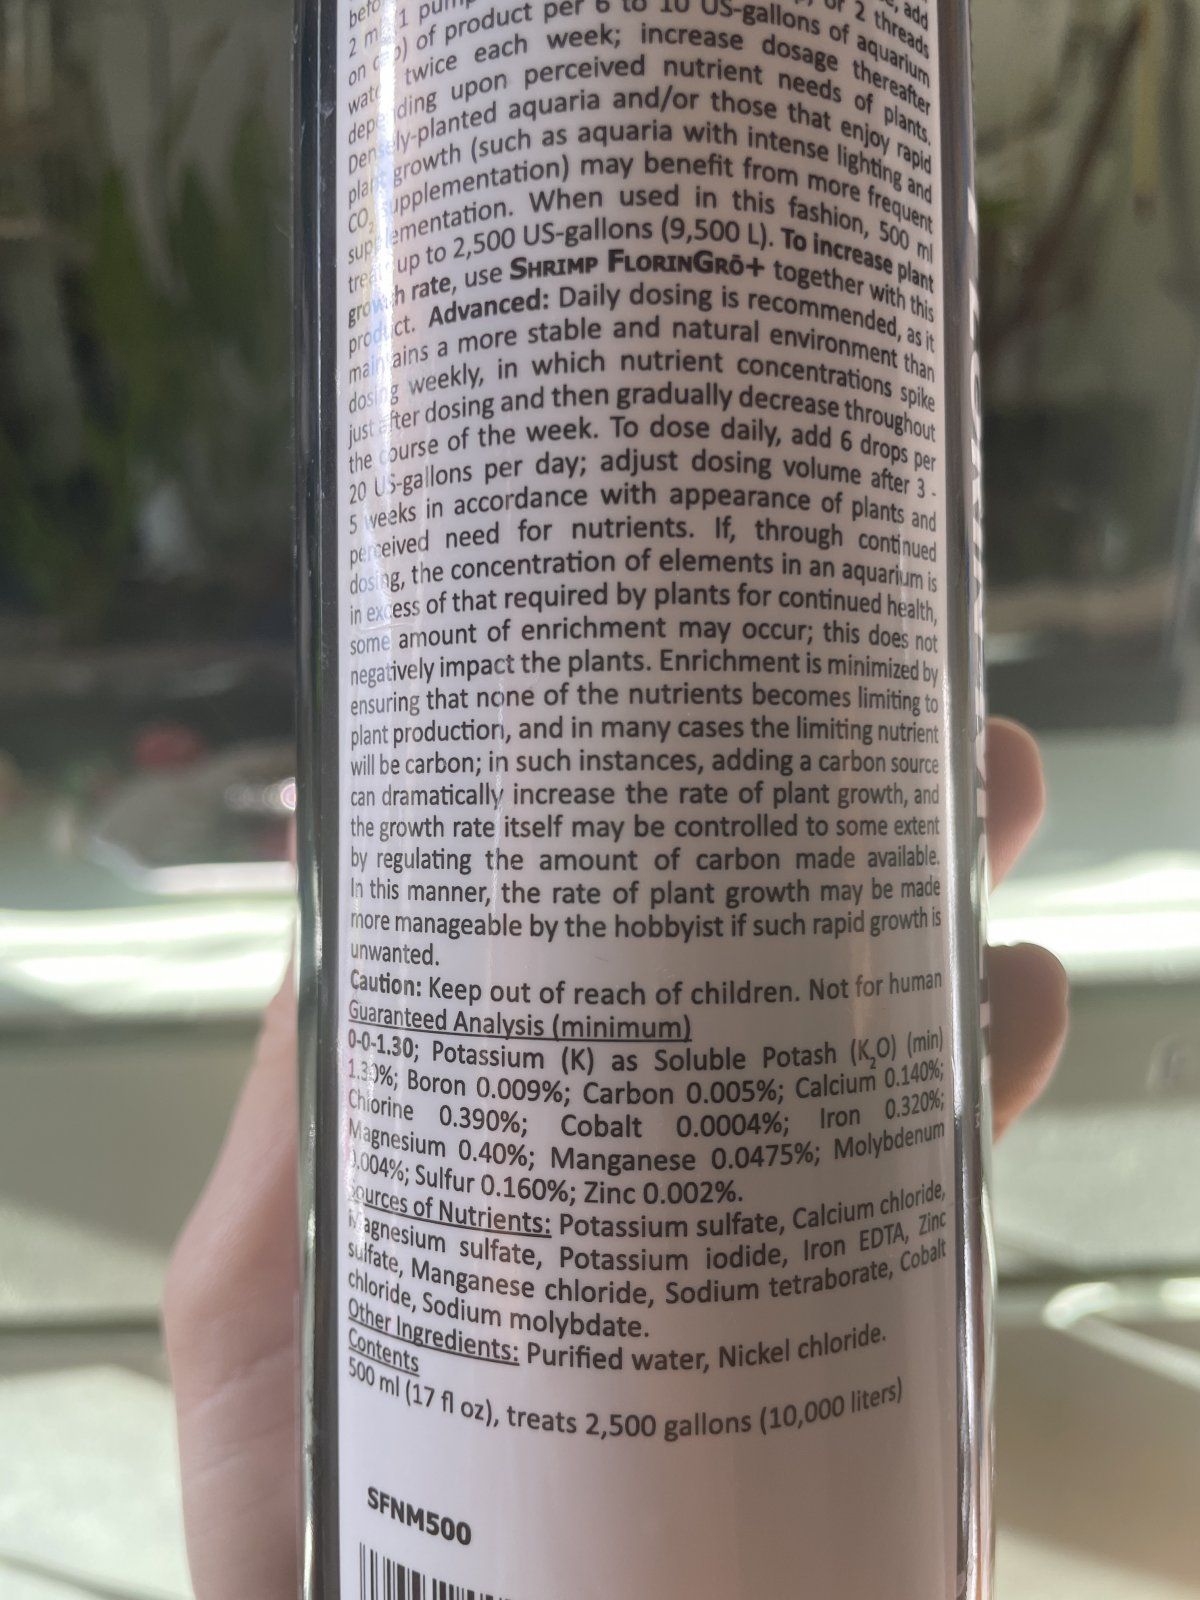 add
2 ml 1 pump or 2 threads
on cap) of product per 6 to 10 US-gallons of aquarium
water twice each week; increase dosage thereafter
depending upon perceived nutrient needs of plants.
Densely-planted aquaria and/or those that enjoy rapid
plant growth (such as aquaria with intense lighting and
CO₂ supplementation) may benefit from more frequent
supplementation. When used in this fashion, 500 ml
treats up to 2,500 US-gallons (9,500 L). To increase plant
growth rate, use SHRIMP FLORINGRŌ+ together with this
product. Advanced: Daily dosing is recommended, as it
maintains a more stable and natural environment than
dosing weekly, in which nutrient concentrations spike
just after dosing and then gradually decrease throughout
the course of the week. To dose daily, add 6 drops per
20 US-gallons per day; adjust dosing volume after 3 -
5 weeks in accordance with appearance of plants and
perceived need for nutrients. If, through continued
dosing, the concentration of elements in an aquarium is
in excess of that required by plants for continued health,
some amount of enrichment may occur; this does not
negatively impact the plants. Enrichment is minimized by
ensuring that none of the nutrients becomes limiting to
plant production, and in many cases the limiting nutrient
will be carbon; in such instances, adding a carbon source
can dramatically increase the rate of plant growth, and
the growth rate itself may be controlled to some extent
by regulating the amount of carbon made available.
In this manner, the rate of plant growth may be made
more manageable by the hobbyist if such rapid growth is
unwanted.
Caution: Keep out of reach of children. Not for human
Guaranteed Analysis (minimum)
0-0-1.30; Potassium (K) as Soluble Potash (K₂O) (min)
1.30%; Boron 0.009%; Carbon 0.005%; Calcium 0.140%;
Chlorine 0.390%; Cobalt 0.0004%; Iron 0.320%;
Magnesium 0.40%; Manganese 0.0475%; Molybdenum
0.004%; Sulfur 0.160%; Zinc 0.002%.
Sources of Nutrients: Potassium sulfate, Calcium chloride,
Magnesium sulfate, Potassium iodide, Iron EDTA, Zinc
sulfate, Manganese chloride, Sodium tetraborate, Cobalt
chloride, Sodium molybdate.
Other Ingredients: Purified water, Nickel chloride.
Contents
500 ml (17 fl oz), treats 2,500 gallons (10,000 liters)
SFNM500